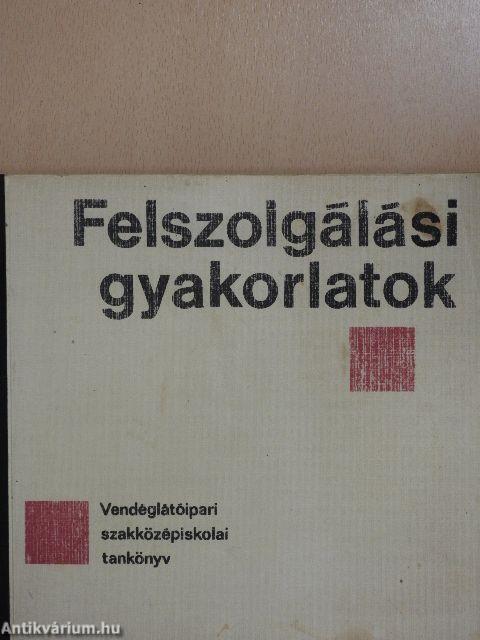 Felszolgálási
gyakorlatok
Vendéglátóipari
szakközépiskolai
tankönyv
Antikvárium.hu